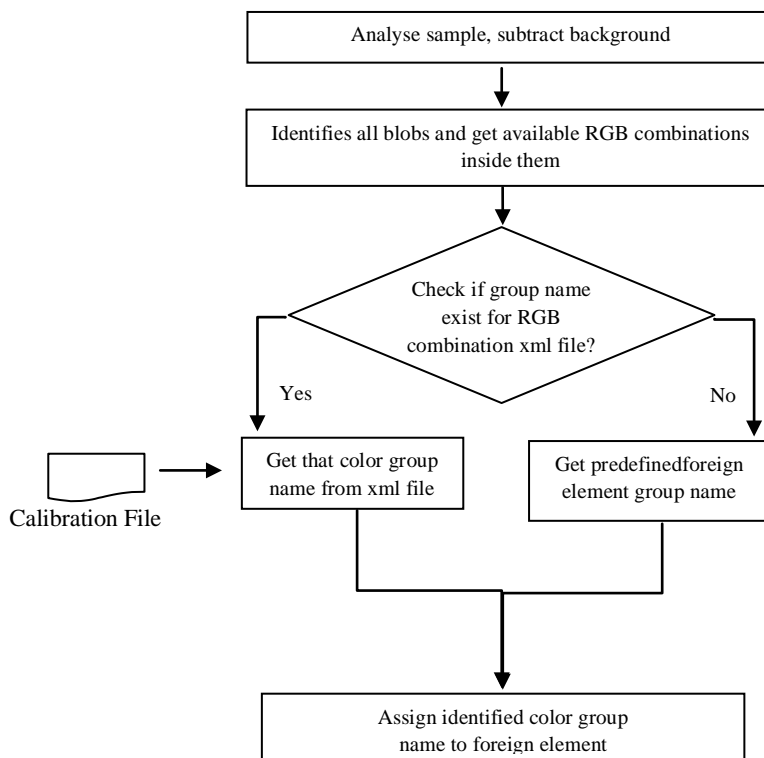 Analyse sample, subtract background
Identifies all blobs and get available RGB combinations
inside them
Check if group name
exist for RGB
combination xml file?
Yes
No
Get that color group
name from xml file
Get predefinedforeign
element group name
Calibration File
Assign identified color group
name to foreign element